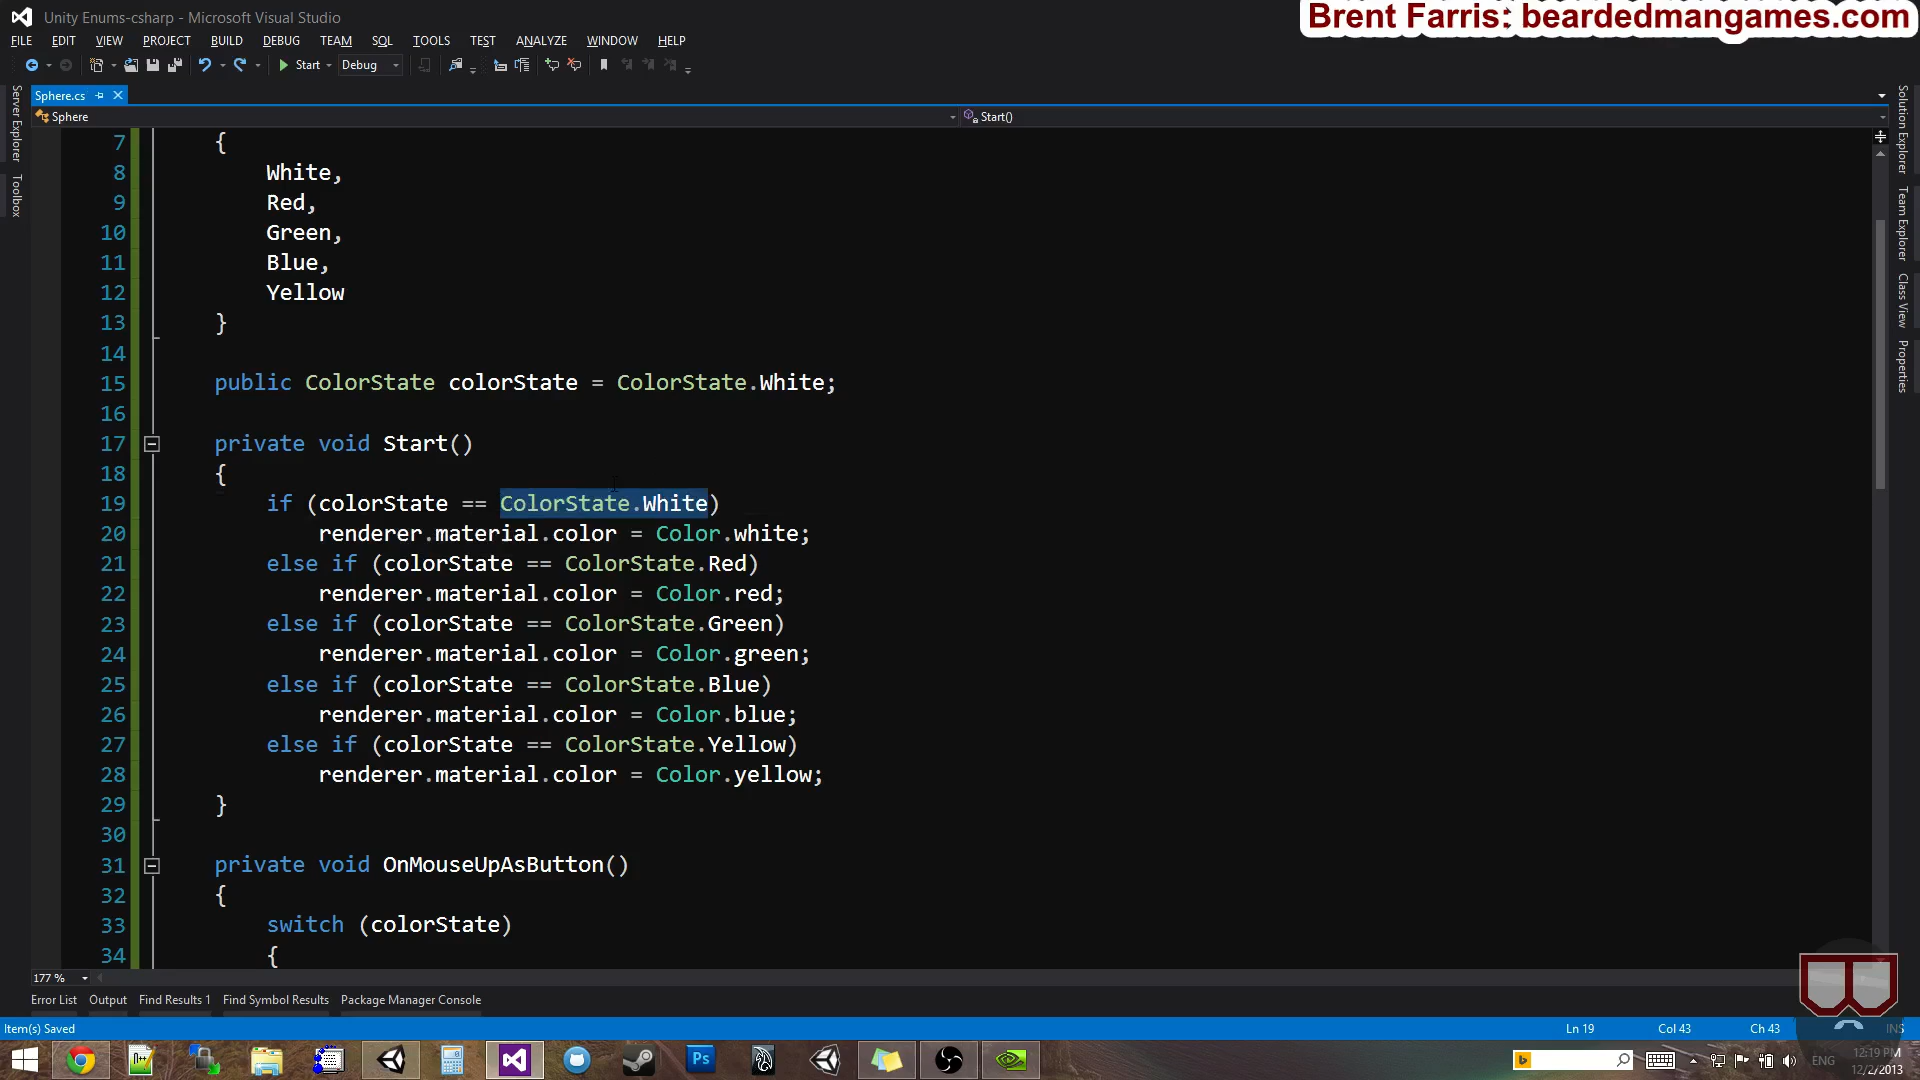 Unity Enums-csharp - Microsoft Visual Studio
Brent Farris: beardedmangames.com
FILE EDIT VIEW PROJECT BUILD DEBUG TEAM SQL TOOLS TEST ANALYZE WINDOW HELP
Start Debug
Sphere.cs
Sphere Start()
Server Explorer
Toolbox
Solution Explorer
Team Explorer
Class View
Properties
7 {
8 White,
9 Red,
10 Green,
11 Blue,
12 Yellow
13 }
14
15 public ColorState colorState = ColorState.White;
16
17 private void Start()
18 {
19 if (colorState == ColorState.White)
20 renderer.material.color = Color.white;
21 else if (colorState == ColorState.Red)
22 renderer.material.color = Color.red;
23 else if (colorState == ColorState.Green)
24 renderer.material.color = Color.green;
25 else if (colorState == ColorState.Blue)
26 renderer.material.color = Color.blue;
27 else if (colorState == ColorState.Yellow)
28 renderer.material.color = Color.yellow;
29 }
30
31 private void OnMouseUpAsButton()
32 {
33 switch (colorState)
34 {
177 %
Error List Output Find Results 1 Find Symbol Results Package Manager Console
Item(s) Saved Ln 19 Col 43 Ch 43 INS
Ps
b
ENG
12:19 PM
12/2/2013